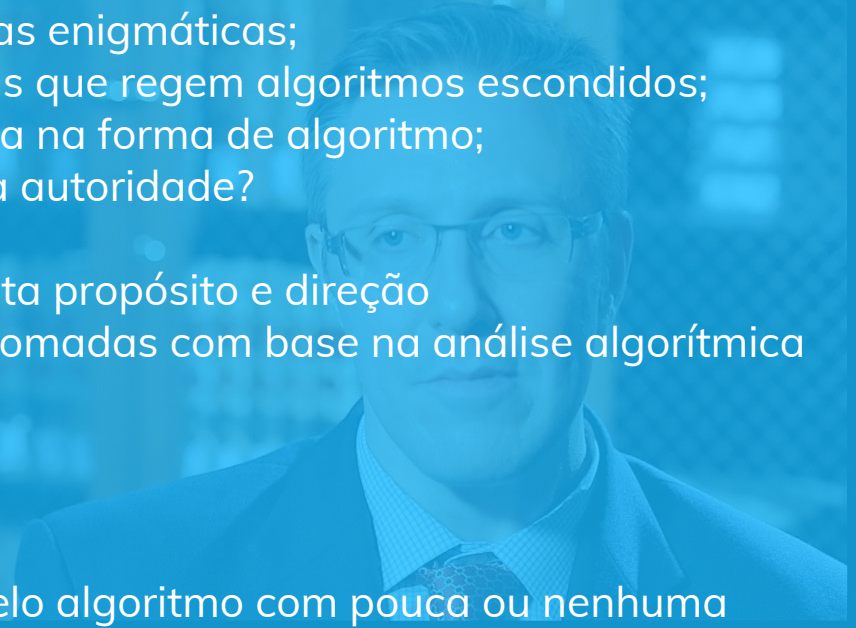 as enigmáticas;
s que regem algoritmos escondidos;
a na forma de algoritmo;
a autoridade?
ta propósito e direção
omadas com base na análise algorítmica
elo algoritmo com pouca ou nenhuma